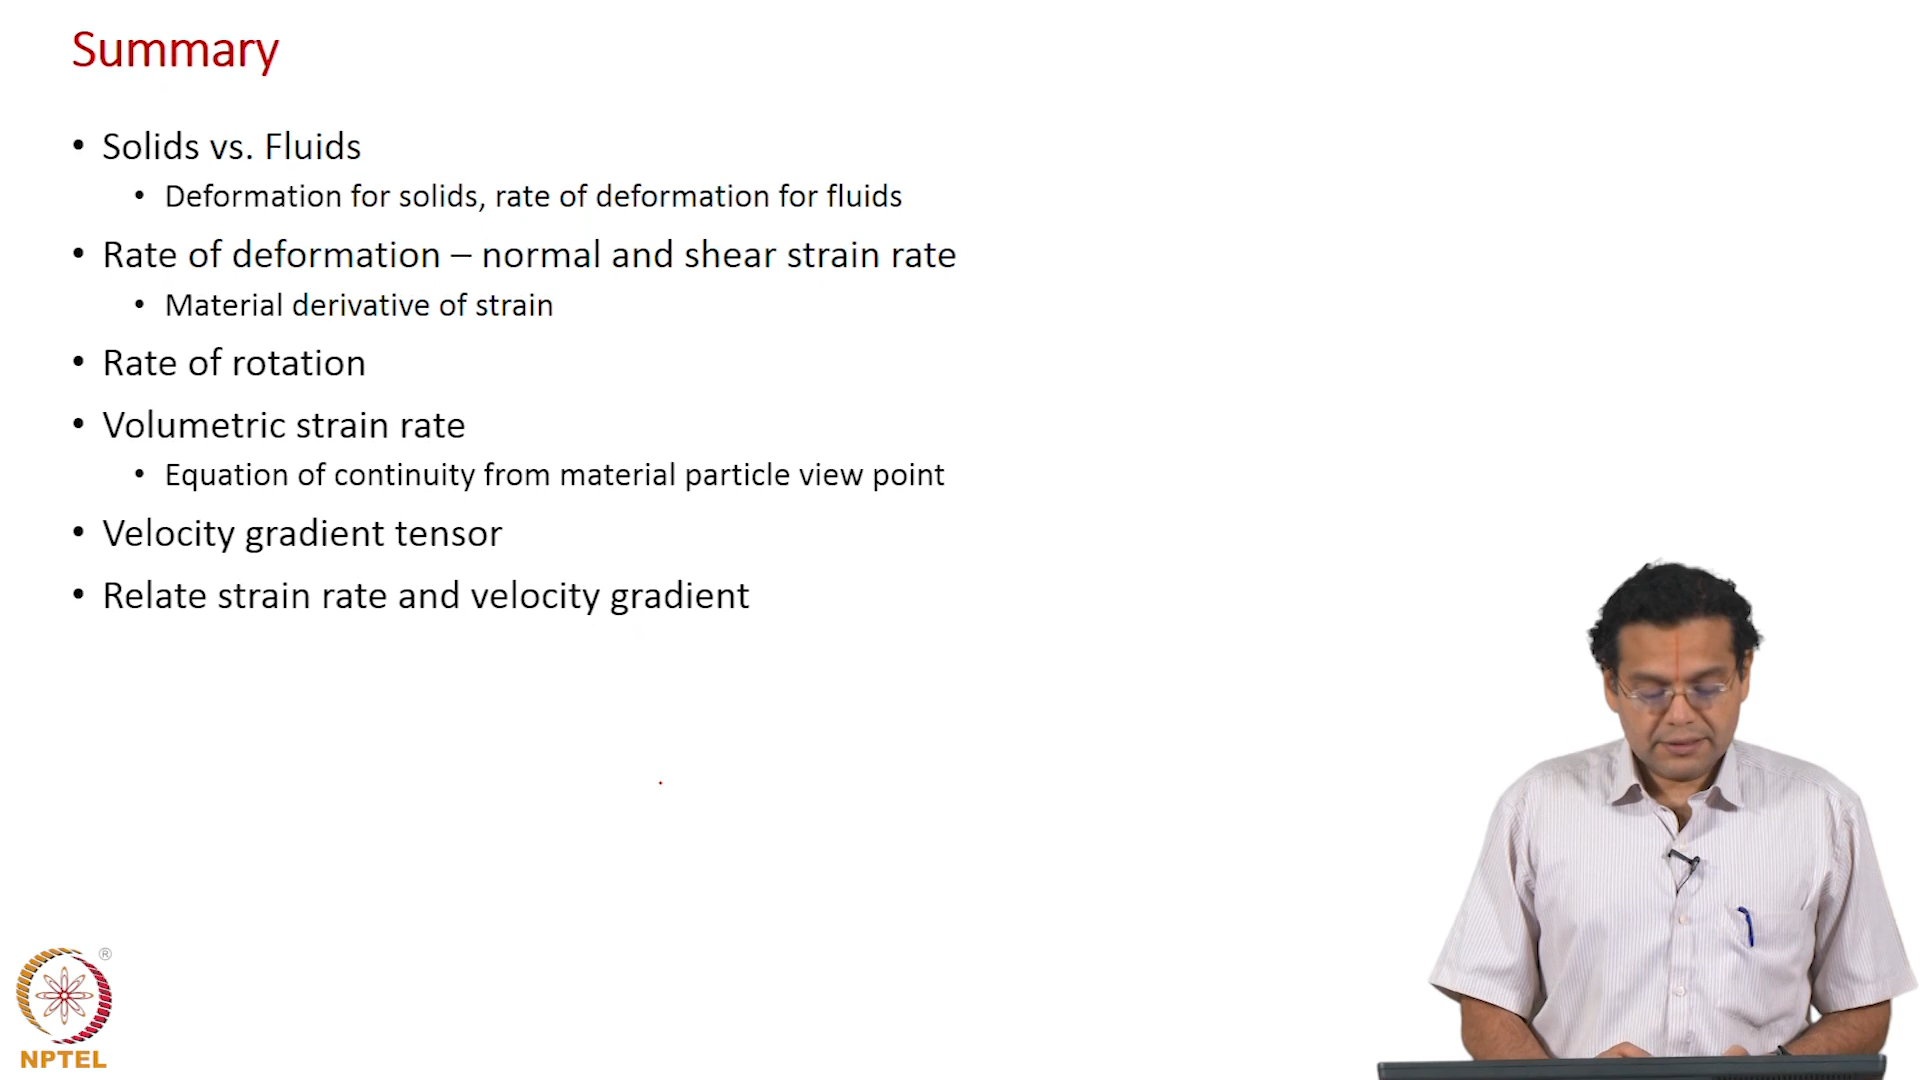 Summary
• Solids vs. Fluids
• Deformation for solids, rate of deformation for fluids
• Rate of deformation – normal and shear strain rate
• Material derivative of strain
• Rate of rotation
• Volumetric strain rate
• Equation of continuity from material particle view point
• Velocity gradient tensor
• Relate strain rate and velocity gradient
®
NPTEL